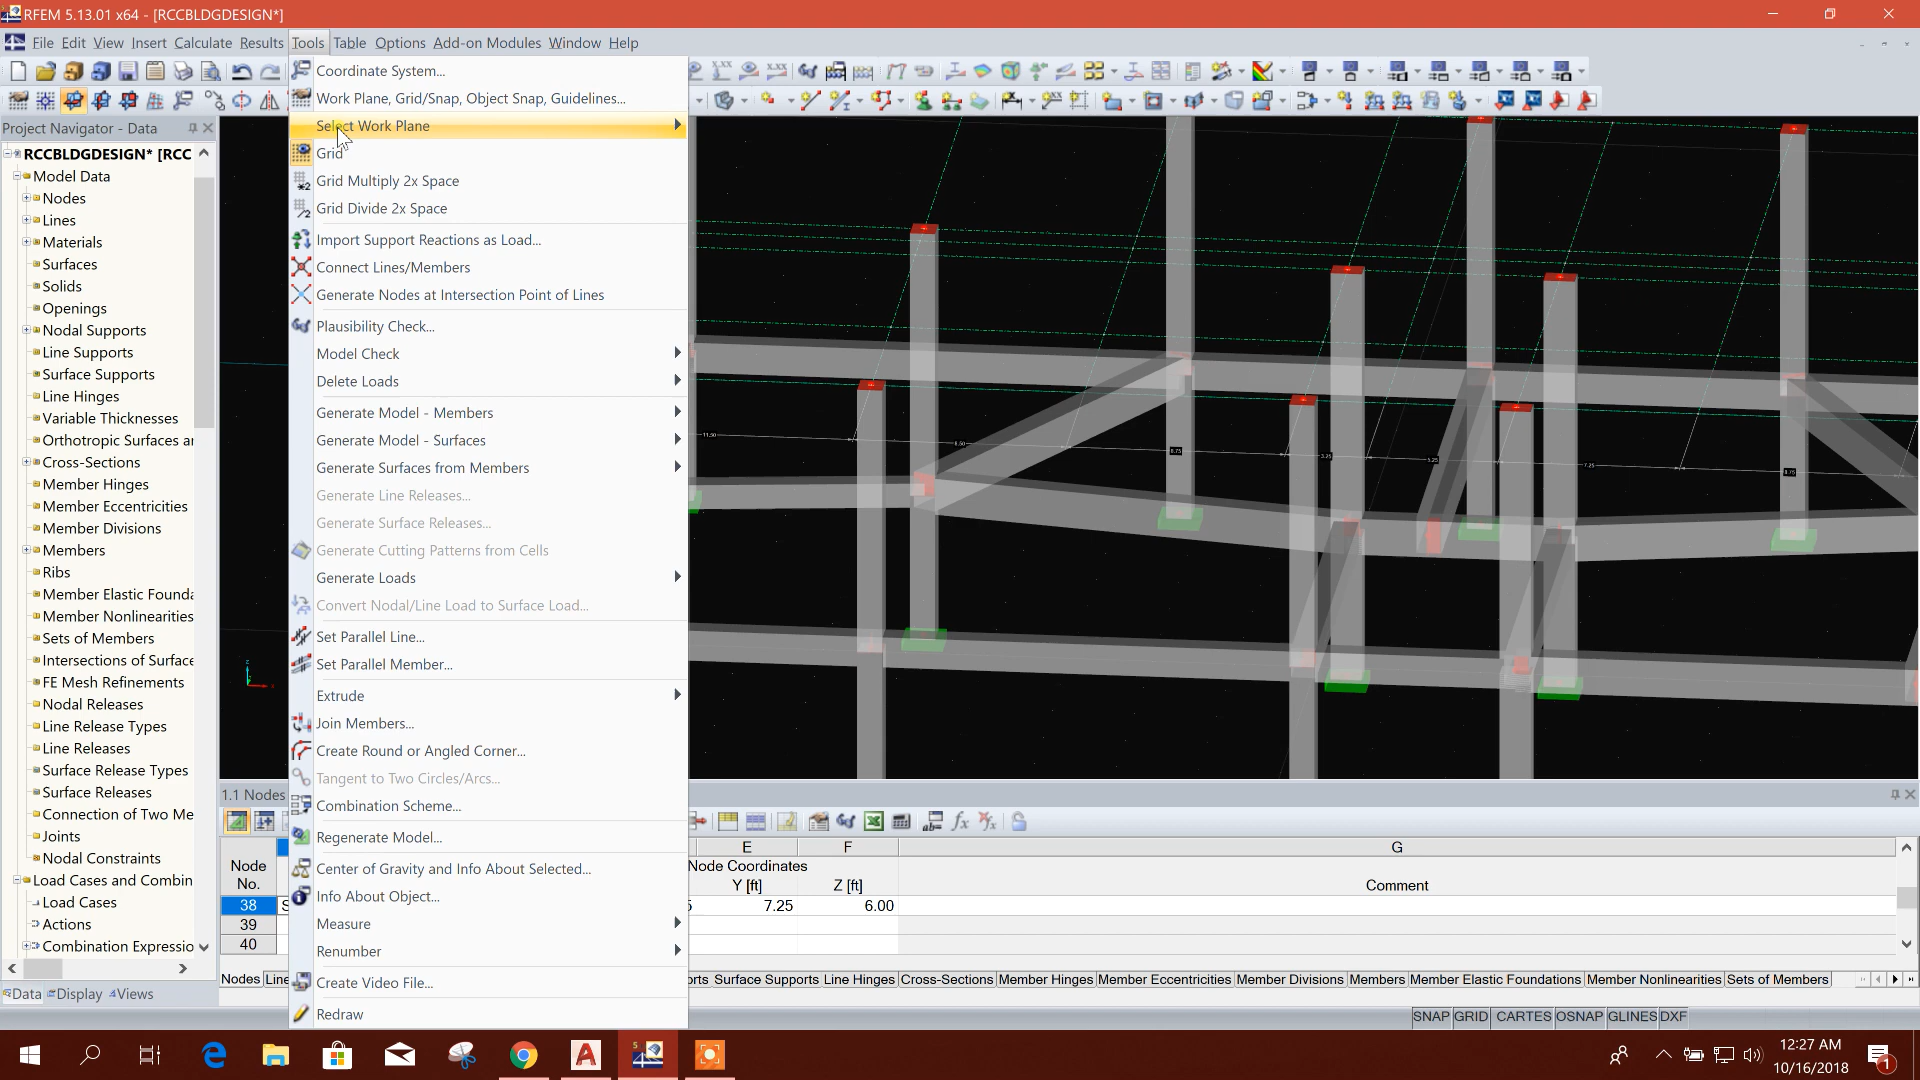 RFEM 5.13.01 x64 - [RCCBLDGDESIGN*]
File Edit View Insert Calculate Results Tools Table Options Add-on Modules Window Help
Project Navigator - Data
RCCBLDGDESIGN* [RCC
Model Data
Nodes
Lines
Materials
Surfaces
Solids
Openings
Nodal Supports
Line Supports
Surface Supports
Line Hinges
Variable Thicknesses
Orthotropic Surfaces ar
Cross-Sections
Member Hinges
Member Eccentricities
Member Divisions
Members
Ribs
Member Elastic Founda
Member Nonlinearities
Sets of Members
Intersections of Surface
FE Mesh Refinements
Nodal Releases
Line Release Types
Line Releases
Surface Release Types
Surface Releases
Connection of Two Me
Joints
Nodal Constraints
Load Cases and Combin
Load Cases
Actions
Combination Expressio
Data Display Views
Coordinate System...
Work Plane, Grid/Snap, Object Snap, Guidelines...
Select Work Plane
Grid
Grid Multiply 2x Space
Grid Divide 2x Space
Import Support Reactions as Load...
Connect Lines/Members
Generate Nodes at Intersection Point of Lines
Plausibility Check...
Model Check
Delete Loads
Generate Model - Members
Generate Model - Surfaces
Generate Surfaces from Members
Generate Line Releases...
Generate Surface Releases...
Generate Cutting Patterns from Cells
Generate Loads
Convert Nodal/Line Load to Surface Load...
Set Parallel Line...
Set Parallel Member...
Extrude
Join Members...
Create Round or Angled Corner...
Tangent to Two Circles/Arcs...
Combination Scheme...
Regenerate Model...
Center of Gravity and Info About Selected...
Info About Object...
Measure
Renumber
Create Video File...
Redraw
1.1 Nodes
E F G
Node No.
Node Coordinates
Y [ft] Z [ft] Comment
38 S 5 7.25 6.00
39
40
Nodes Line
orts Surface Supports Line Hinges Cross-Sections Member Hinges Member Eccentricities Member Divisions Members Member Elastic Foundations Member Nonlinearities Sets of Members
SNAP GRID CARTES OSNAP GLINES DXF
12:27 AM
10/16/2018
1